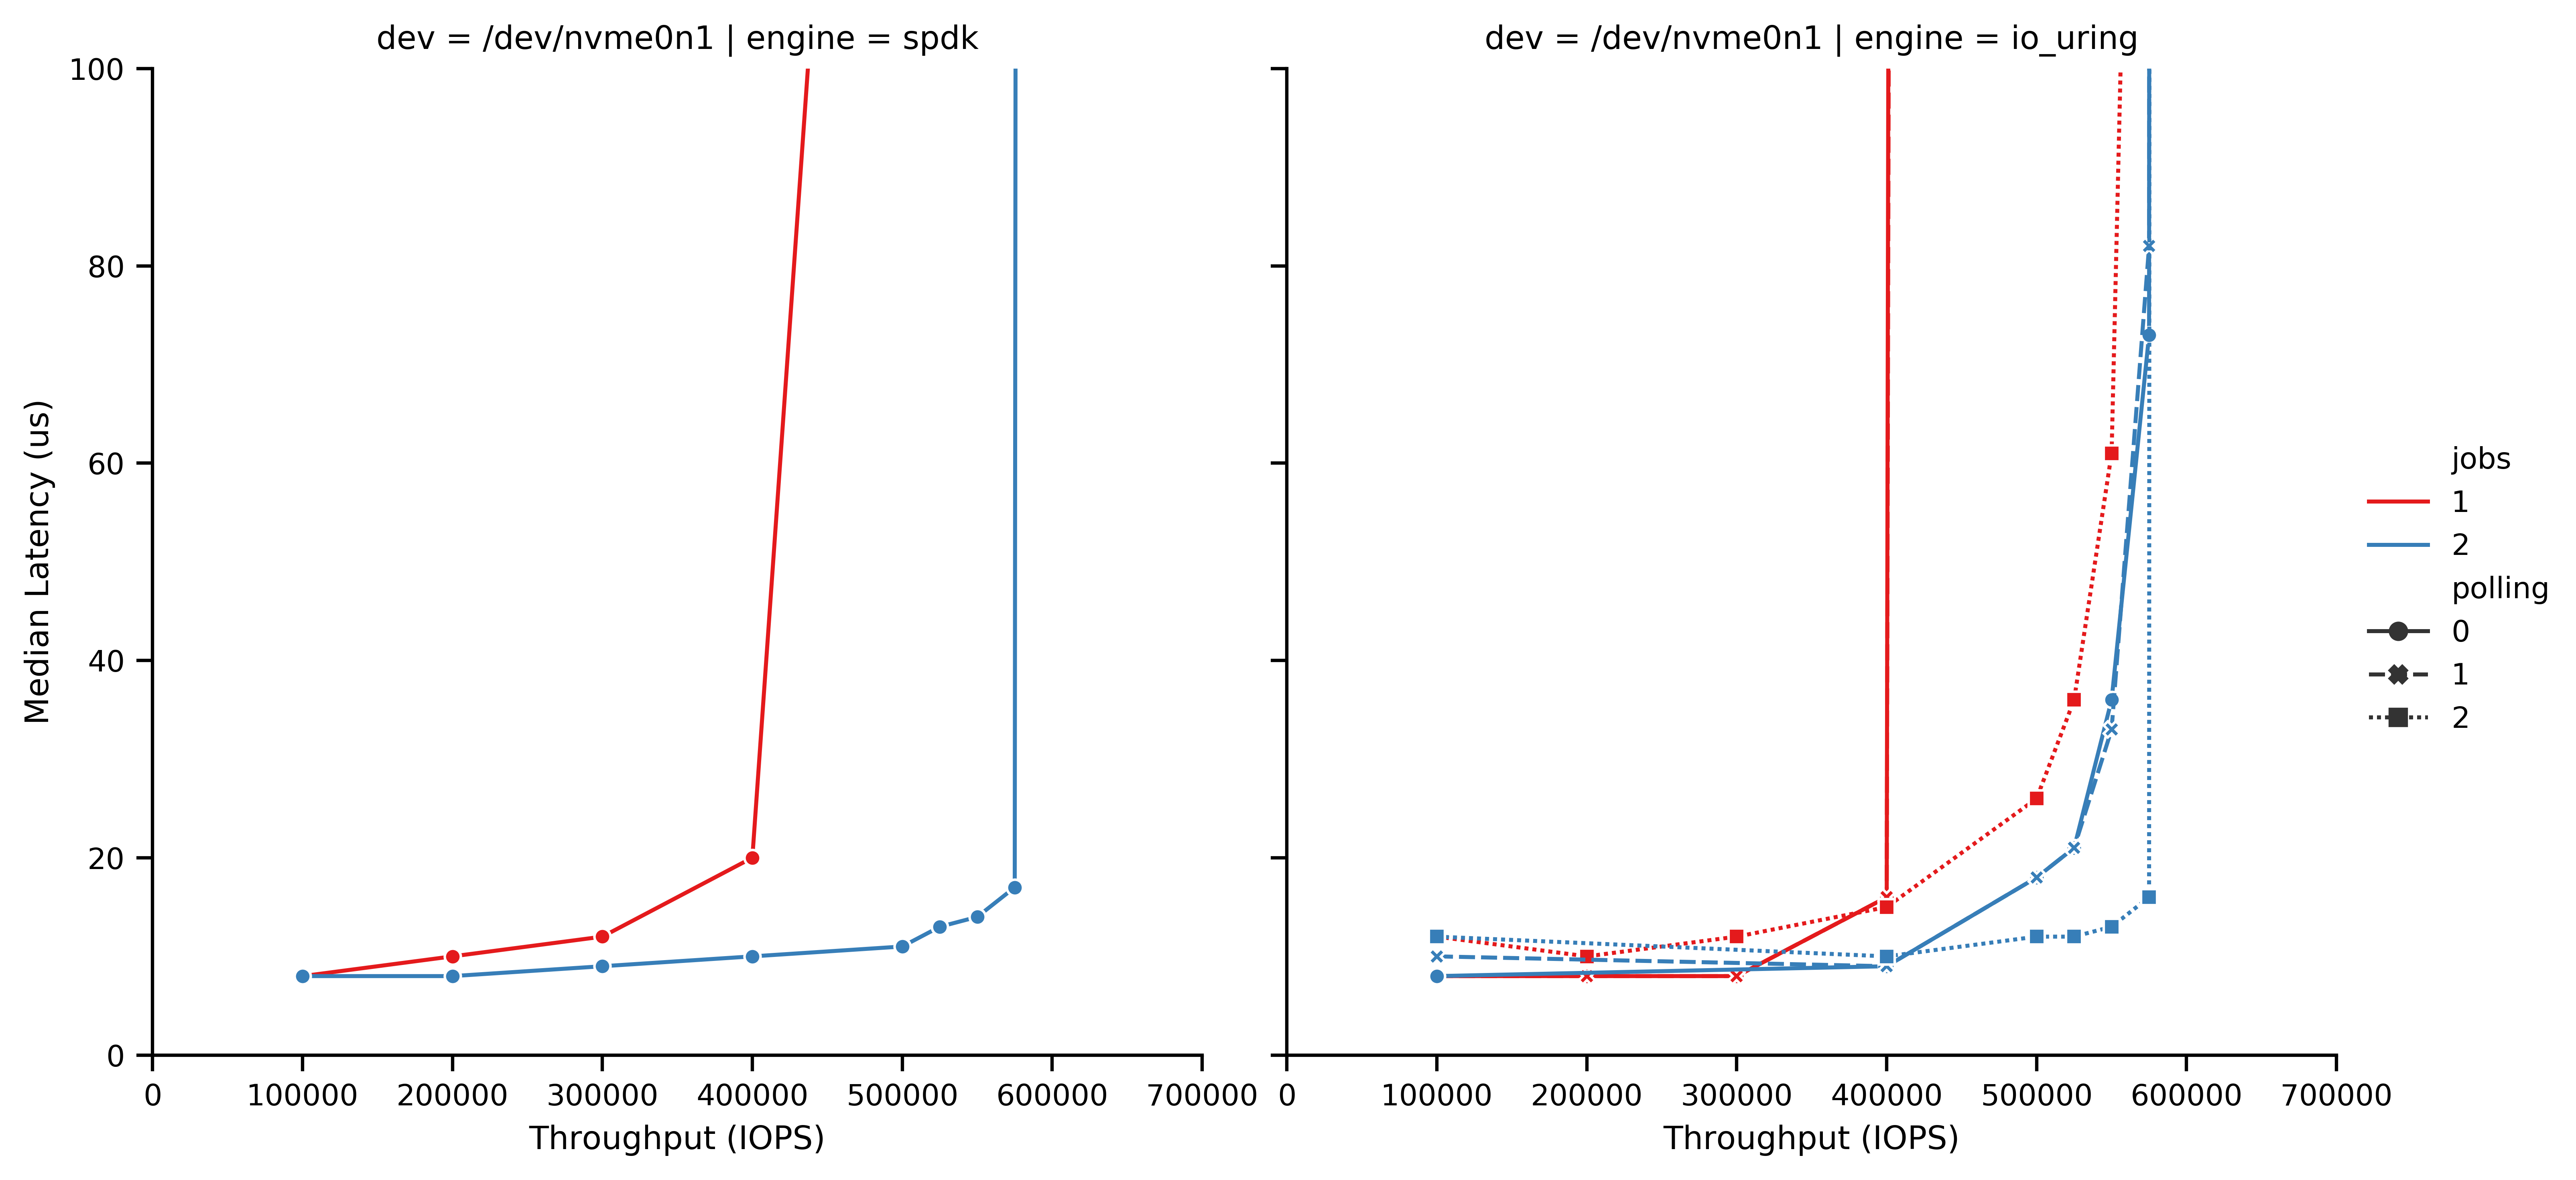 dev = /dev/nvme0n1 | engine = spdk
100
80
60
40
20
0
Median Latency (us)
0 100000 200000 300000 400000 500000 600000 700000
Throughput (IOPS)
dev = /dev/nvme0n1 | engine = io_uring
0 100000 200000 300000 400000 500000 600000 700000
Throughput (IOPS)
jobs
1
2
polling
0
1
2